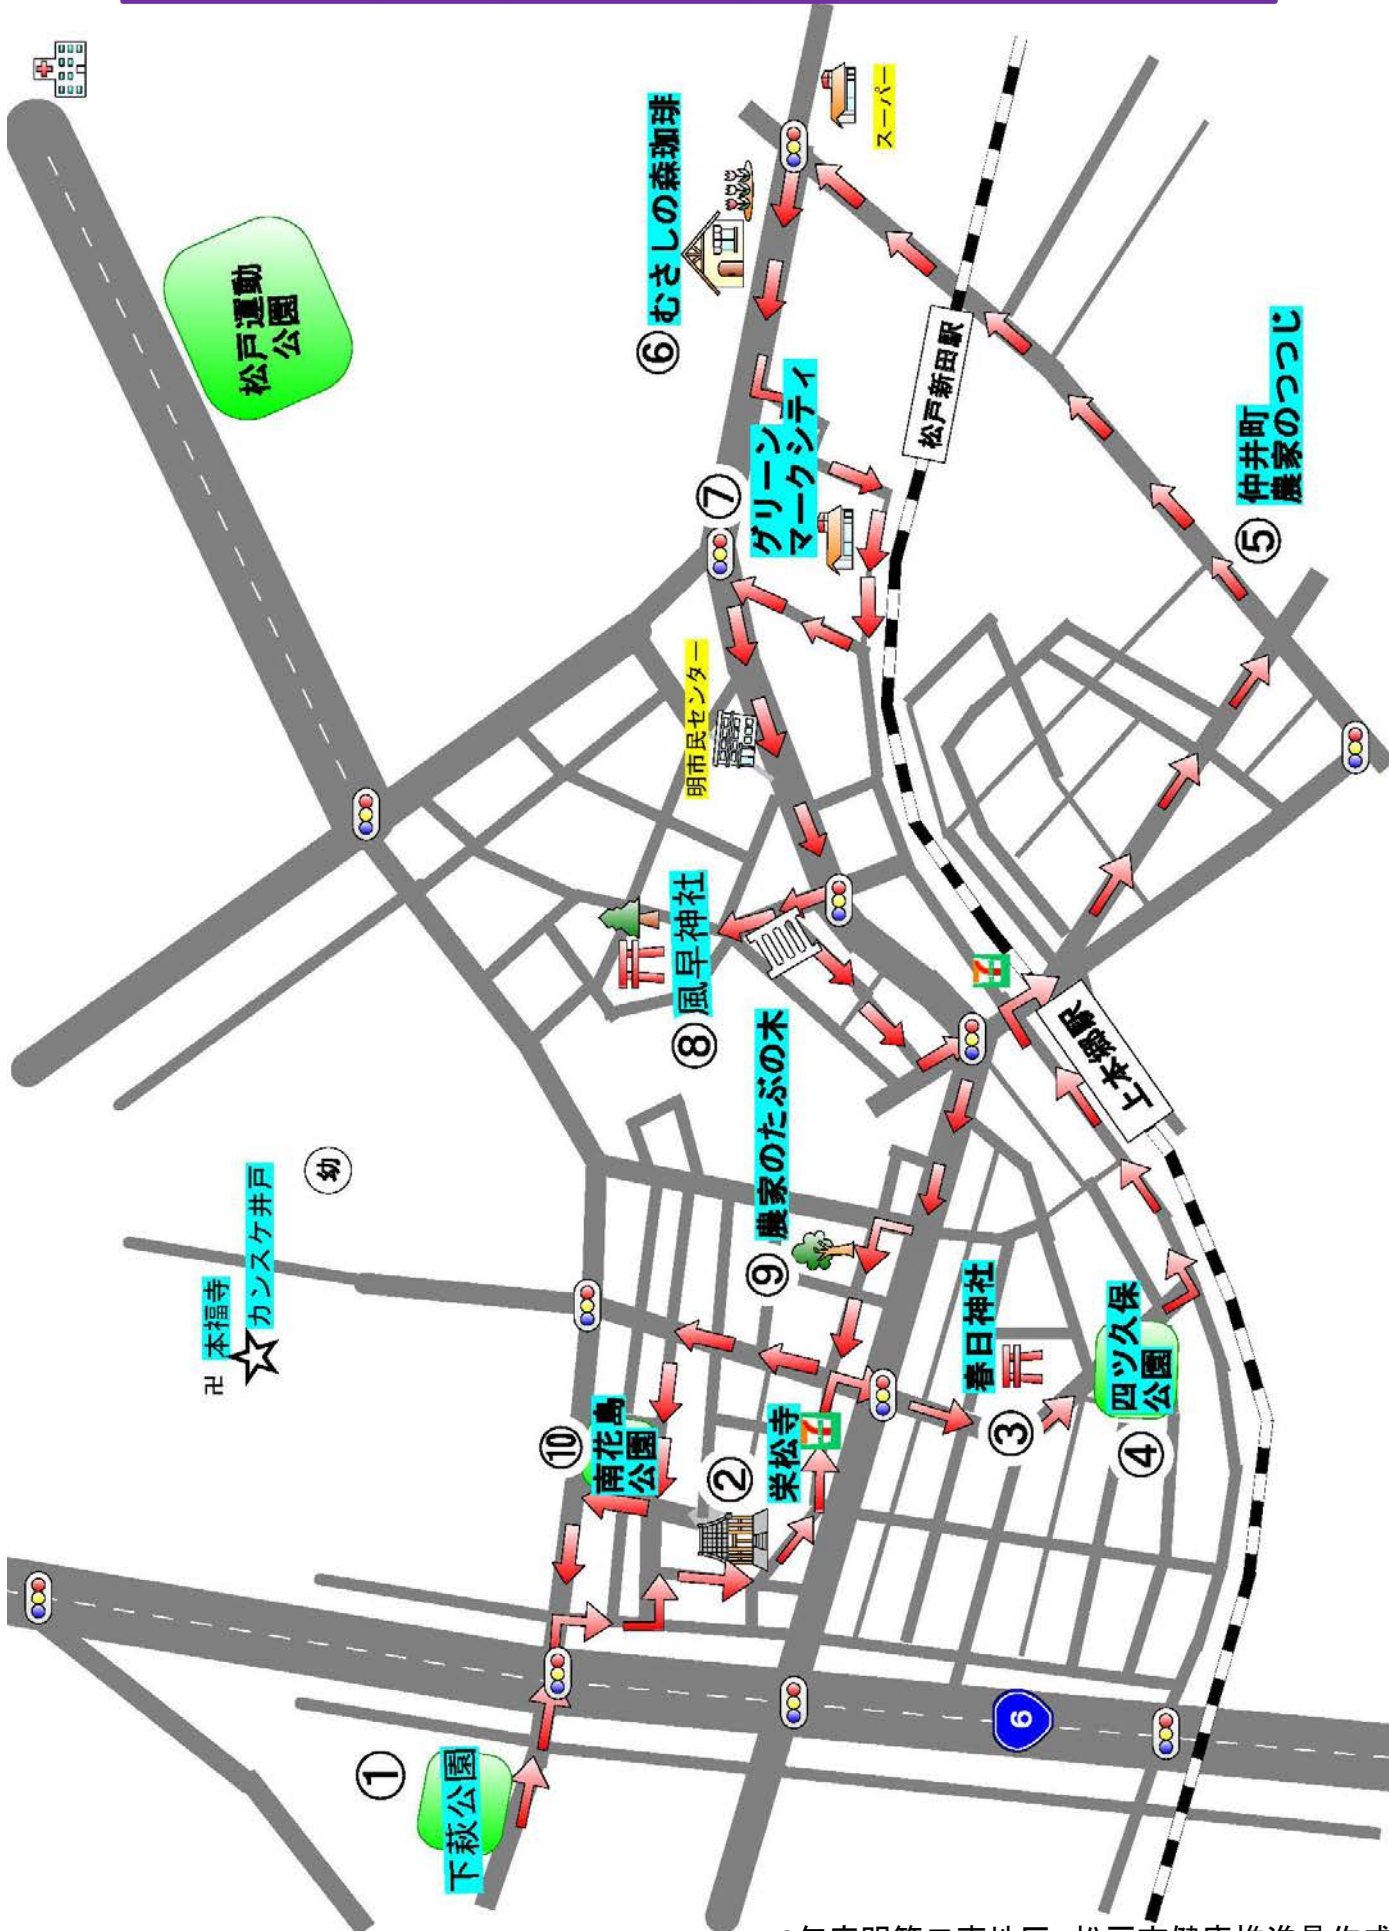 ①
下萩公園
②
栄松寺
③
春日神社
④
四ツ久保
公園
⑤
仲井町
農家のつつじ
⑥
むさしの森珈琲
⑦
グリーン
マークシティ
⑧
風早神社
⑨
農家のたぶの木
⑩
南花島
公園
松戸運動
公園
スーパー
松戸新田駅
明市民センター
上本郷駅
幼
カンスケ井戸
卍 本福寺
7
7
6